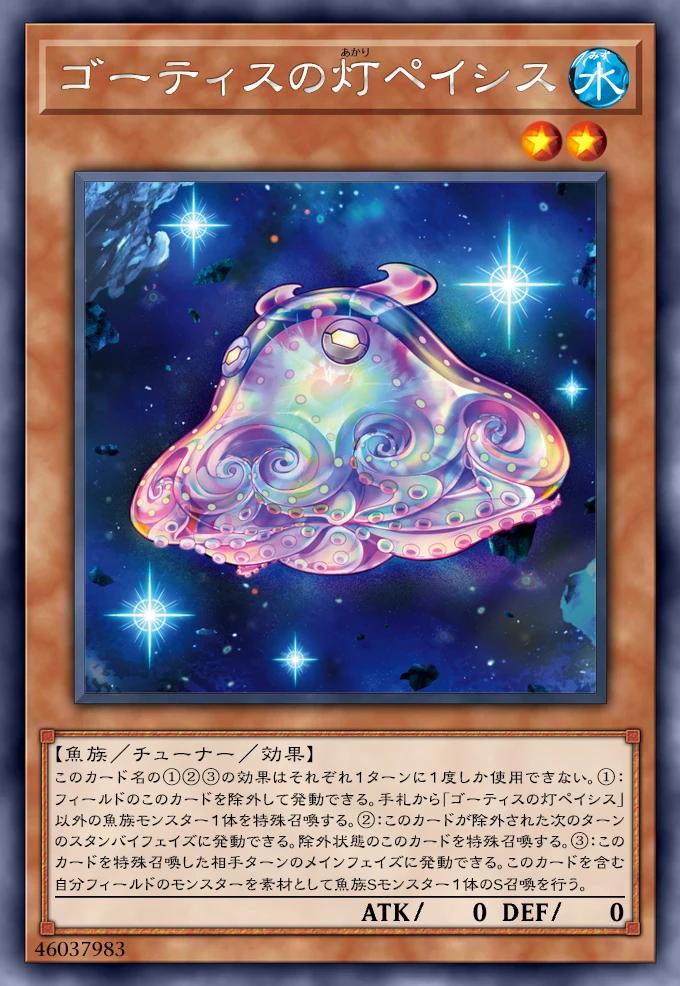 あかり
ゴーティスの灯ペイシス
みず
水
【魚族／チューナー／効果】
このカード名の①②③の効果はそれぞれ1ターンに1度しか使用できない。①：
フィールドのこのカードを除外して発動できる。手札から「ゴーティスの灯ペイシス」
以外の魚族モンスター1体を特殊召喚する。②：このカードが除外された次のターン
のスタンバイフェイズに発動できる。除外状態のこのカードを特殊召喚する。③：この
カードを特殊召喚した相手ターンのメインフェイズに発動できる。このカードを含む
自分フィールドのモンスターを素材として魚族Sモンスター1体のS召喚を行う。
ATK/ 0 DEF/ 0
46037983